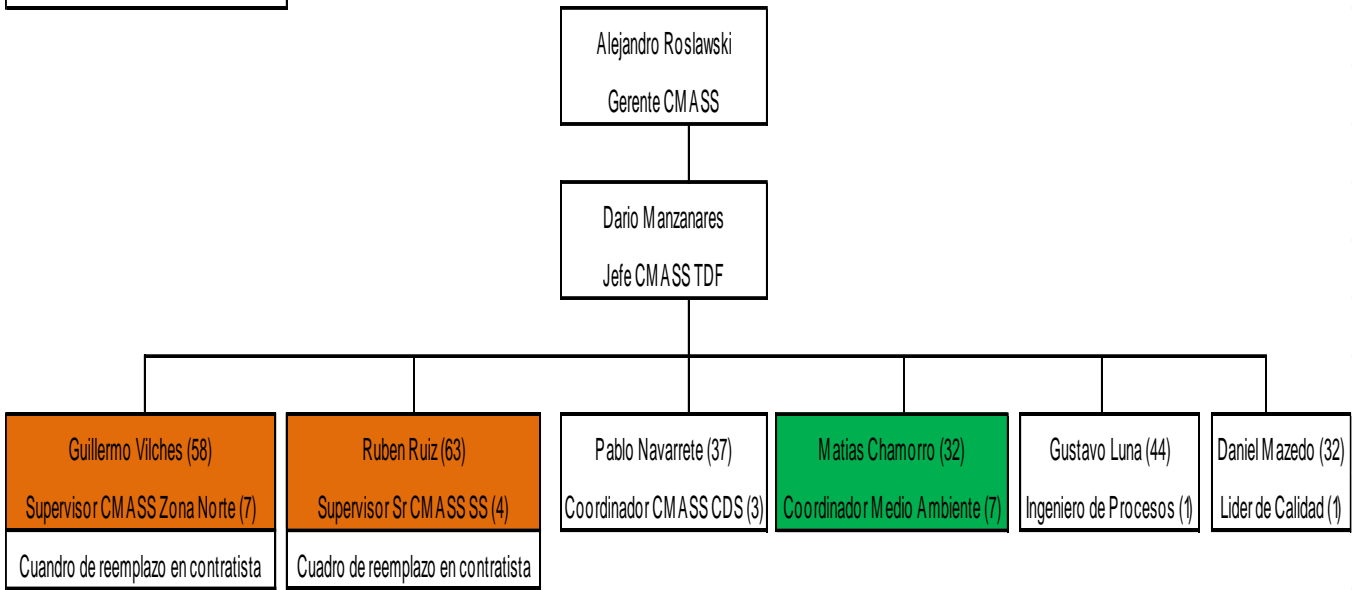 Alejandro Roslawski
Gerente CMASS
Dario Manzanares
Jefe CMASS TDF
Guillermo Vilches (58)
Supervisor CMASS Zona Norte (7)
Cuandro de reemplazo en contratista
Ruben Ruiz (63)
Supervisor Sr CMASS SS (4)
Cuadro de reemplazo en contratista
Pablo Navarrete (37)
Coordinador CMASS CDS (3)
Matias Chamorro (32)
Coordinador Medio Ambiente (7)
Gustavo Luna (44)
Ingeniero de Procesos (1)
Daniel Mazedo (32)
Lider de Calidad (1)